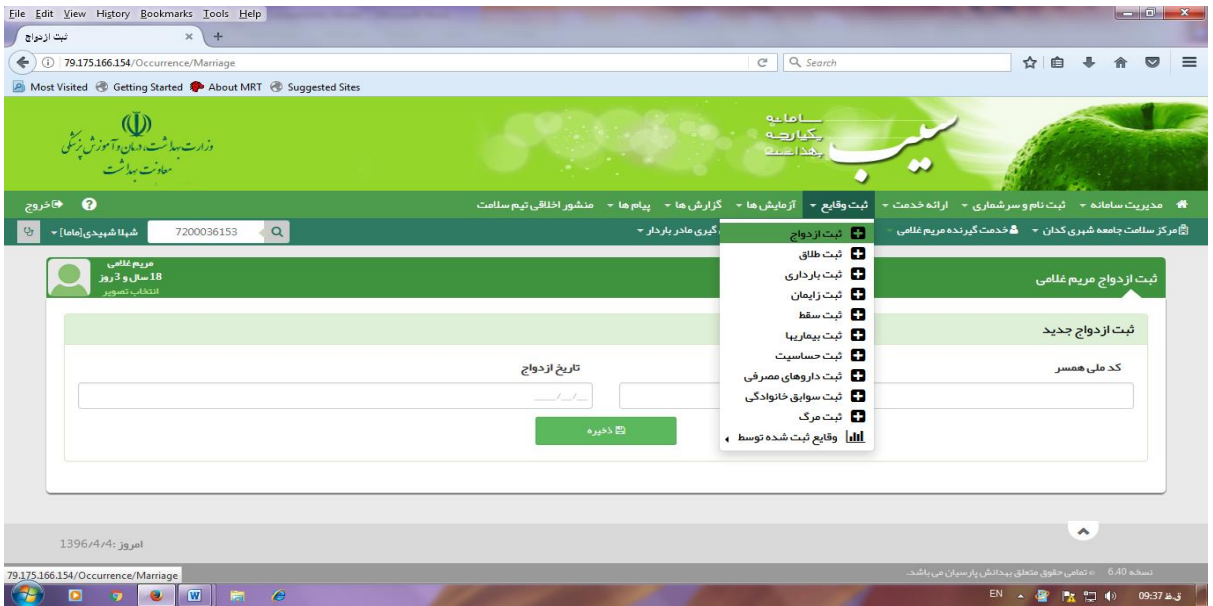 File Edit View History Bookmarks Tools Help
ثبت ازدواج
79.175.166.154/Occurrence/Marriage
Search
Most Visited Getting Started About MRT Suggested Sites
وزارت بهداشت، درمان و آموزش پزشکی
معاونت بهداشت
سامانه
یکپارچه
بهداشت
سیب
مدیریت سامانه ثبت نام و سرشماری ارائه خدمت ثبت وقایع آزمایش ها گزارش ها پیام ها منشور اخلاقی تیم سلامت ? خروج
مرکز سلامت جامعه شهری کدان خدمت گیرنده مریم غلامی گیری مادر باردار 7200036153 شهلا شهیدی[ماما]
ثبت ازدواج
ثبت طلاق
ثبت بارداری
ثبت زایمان
ثبت سقط
ثبت بیماریها
ثبت حساسیت
ثبت داروهای مصرفی
ثبت سوابق خانوادگی
ثبت مرگ
وقایع ثبت شده توسط
ثبت ازدواج مریم غلامی
مریم غلامی
18 سال و 3 روز
انتخاب تصویر
ثبت ازدواج جدید
کد ملی همسر
تاریخ ازدواج
__/__/____
ذخیره
امروز :1396/4/4
نسخه 6.40 © تمامی حقوق متعلق بهدانش پارسیان می باشد.
79.175.166.154/Occurrence/Marriage
EN
09:37 ق.ظ